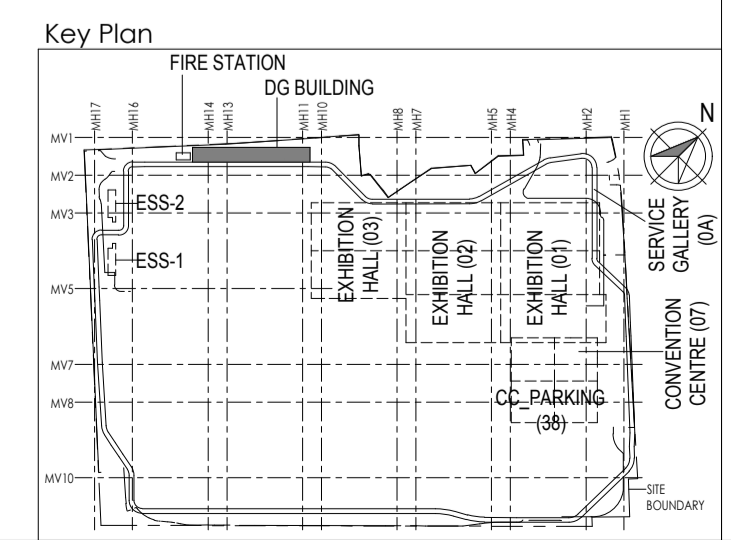 Key Plan
FIRE STATION
DG BUILDING
MH17
MH16
MH14
MH13
MH11
MH10
MH8
MH7
MH5
MH4
MH2
MH1
N
MV1
MV2
MV3
MV5
MV7
MV8
MV10
ESS-2
ESS-1
EXHIBITION
HALL (03)
EXHIBITION
HALL (02)
EXHIBITION
HALL (01)
SERVICE
GALLERY
(0A)
CONVENTION
CENTRE (07)
CC_PARKING
(38)
SITE
BOUNDARY